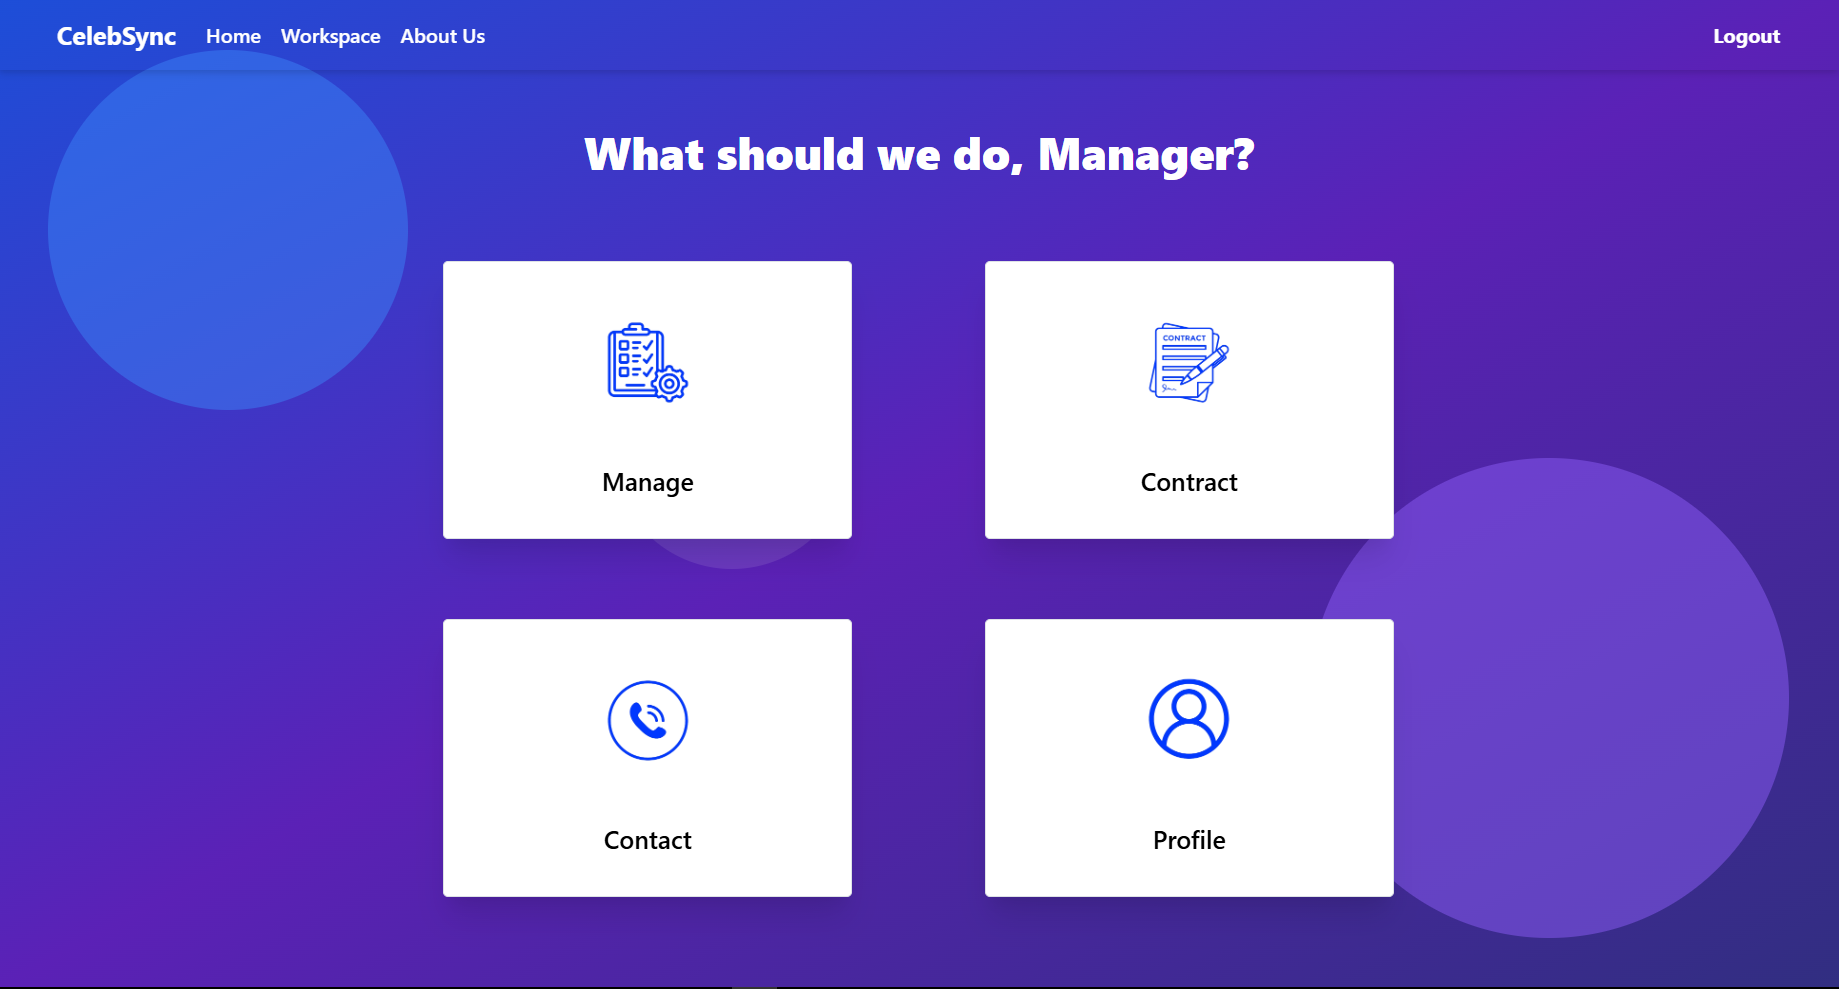 CelebSync Home Workspace About Us Logout
What should we do, Manager?
CONTRACT
Manage
Contract
Contact
Profile